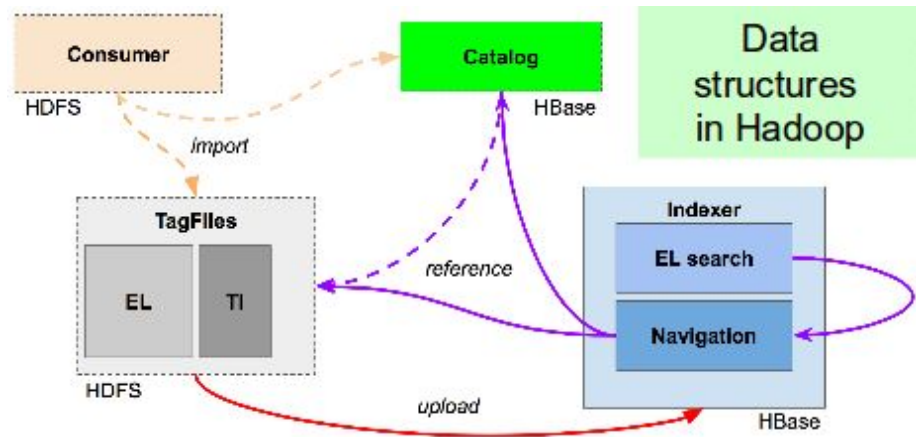 Consumer
HDFS
Catalog
HBase
Data
structures
in Hadoop
import
TagFiles
EL
TI
HDFS
reference
Indexer
EL search
Navigation
HBase
upload